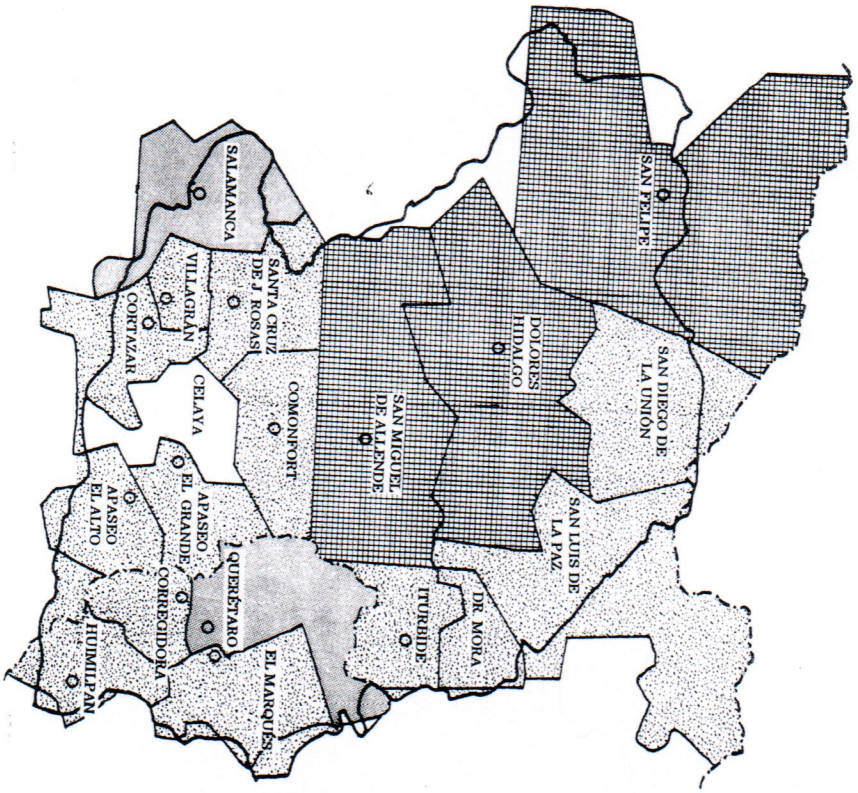 SAN FELIPE
SAN DIEGO DE
LA UNIÓN
DOLORES
HIDALGO
SAN LUIS DE
LA PAZ
SAN MIGUEL
DE ALLENDE
DR. MORA
ITURBIDE
SALAMANCA
SANTA CRUZ
DE J. ROSAS
VILLAGRÁN
CORTAZAR
COMONFORT
CELAYA
APASEO
EL GRANDE
APASEO
EL ALTO
QUERÉTARO
CORREGIDORA
EL MARQUES
HUIMILPAN